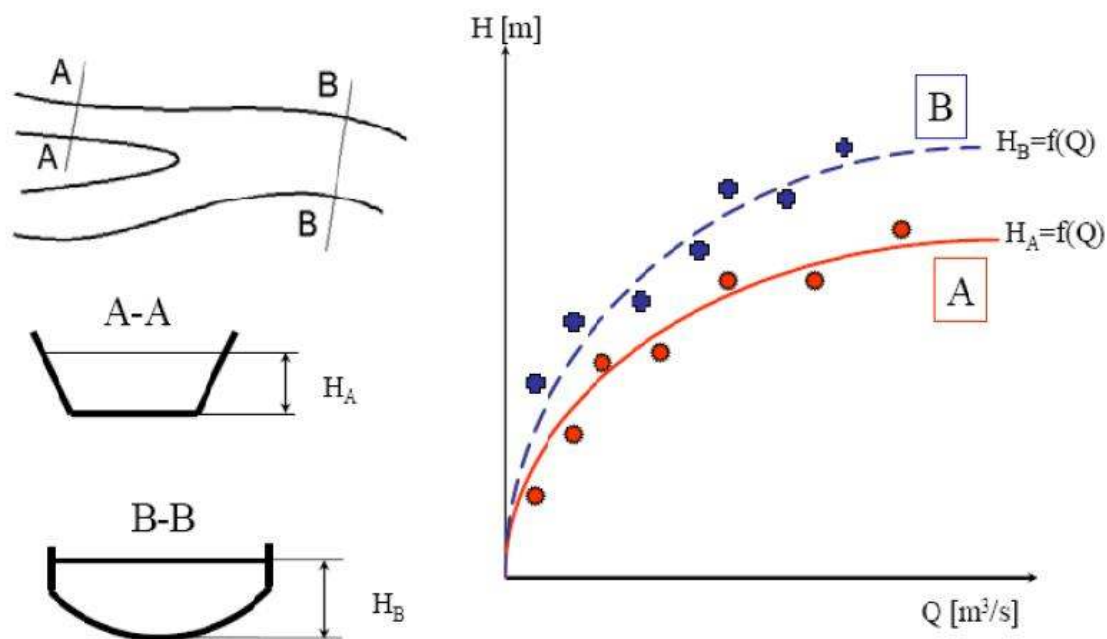 A
A
B
B
A-A
H_A
B-B
H_B
H [m]
B
H_B=f(Q)
H_A=f(Q)
A
Q [m³/s]